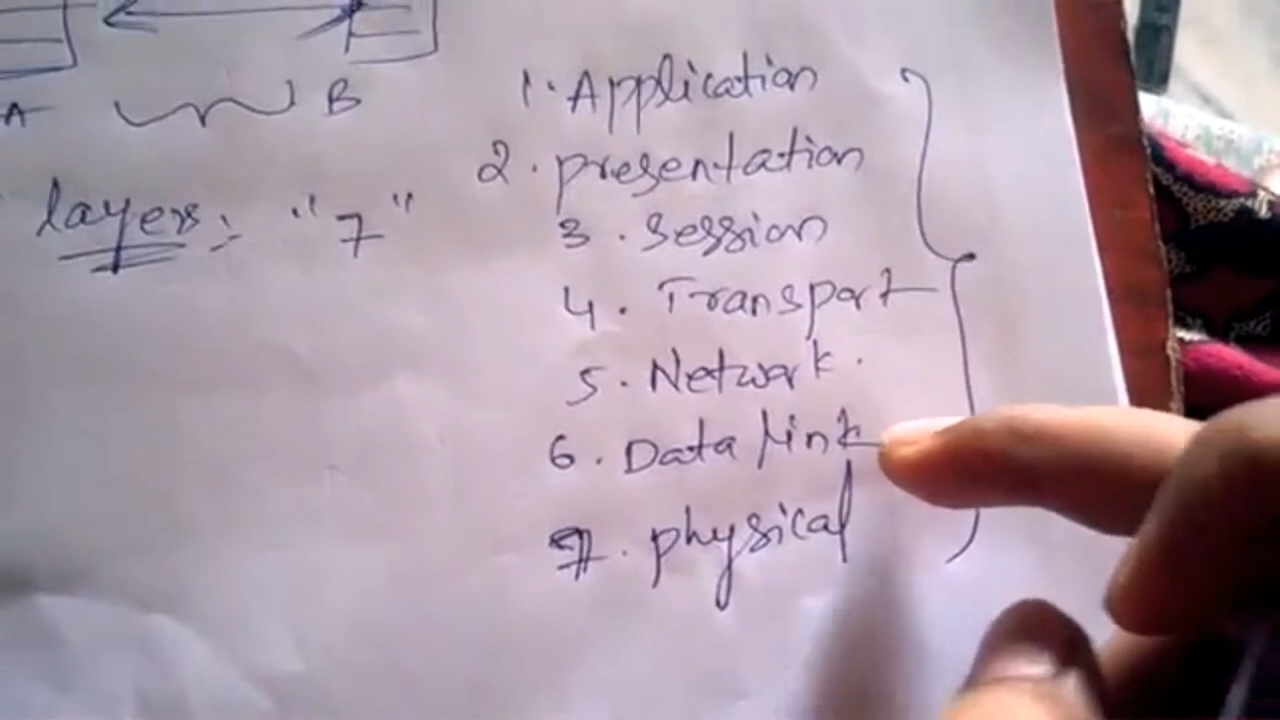 A B
layers: "7"
1. Application
2. presentation
3. Session
4. Transport
5. Network.
6. Data link
7. physical